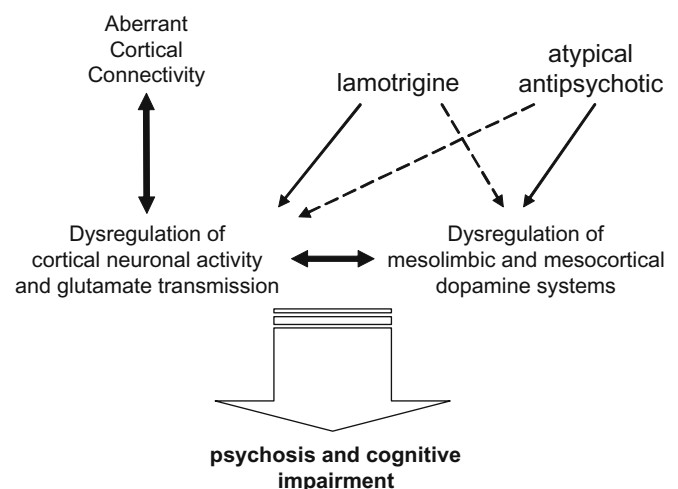 Aberrant
Cortical
Connectivity
lamotrigine
atypical
antipsychotic
Dysregulation of
cortical neuronal activity
and glutamate transmission
Dysregulation of
mesolimbic and mesocortical
dopamine systems
psychosis and cognitive
impairment